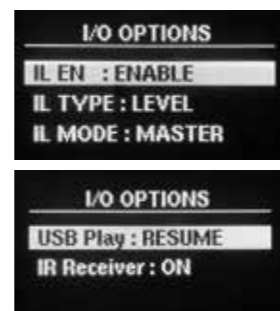 I/O OPTIONS
IL EN : ENABLE
IL TYPE : LEVEL
IL MODE : MASTER
I/O OPTIONS
USB Play : RESUME
IR Receiver : ON